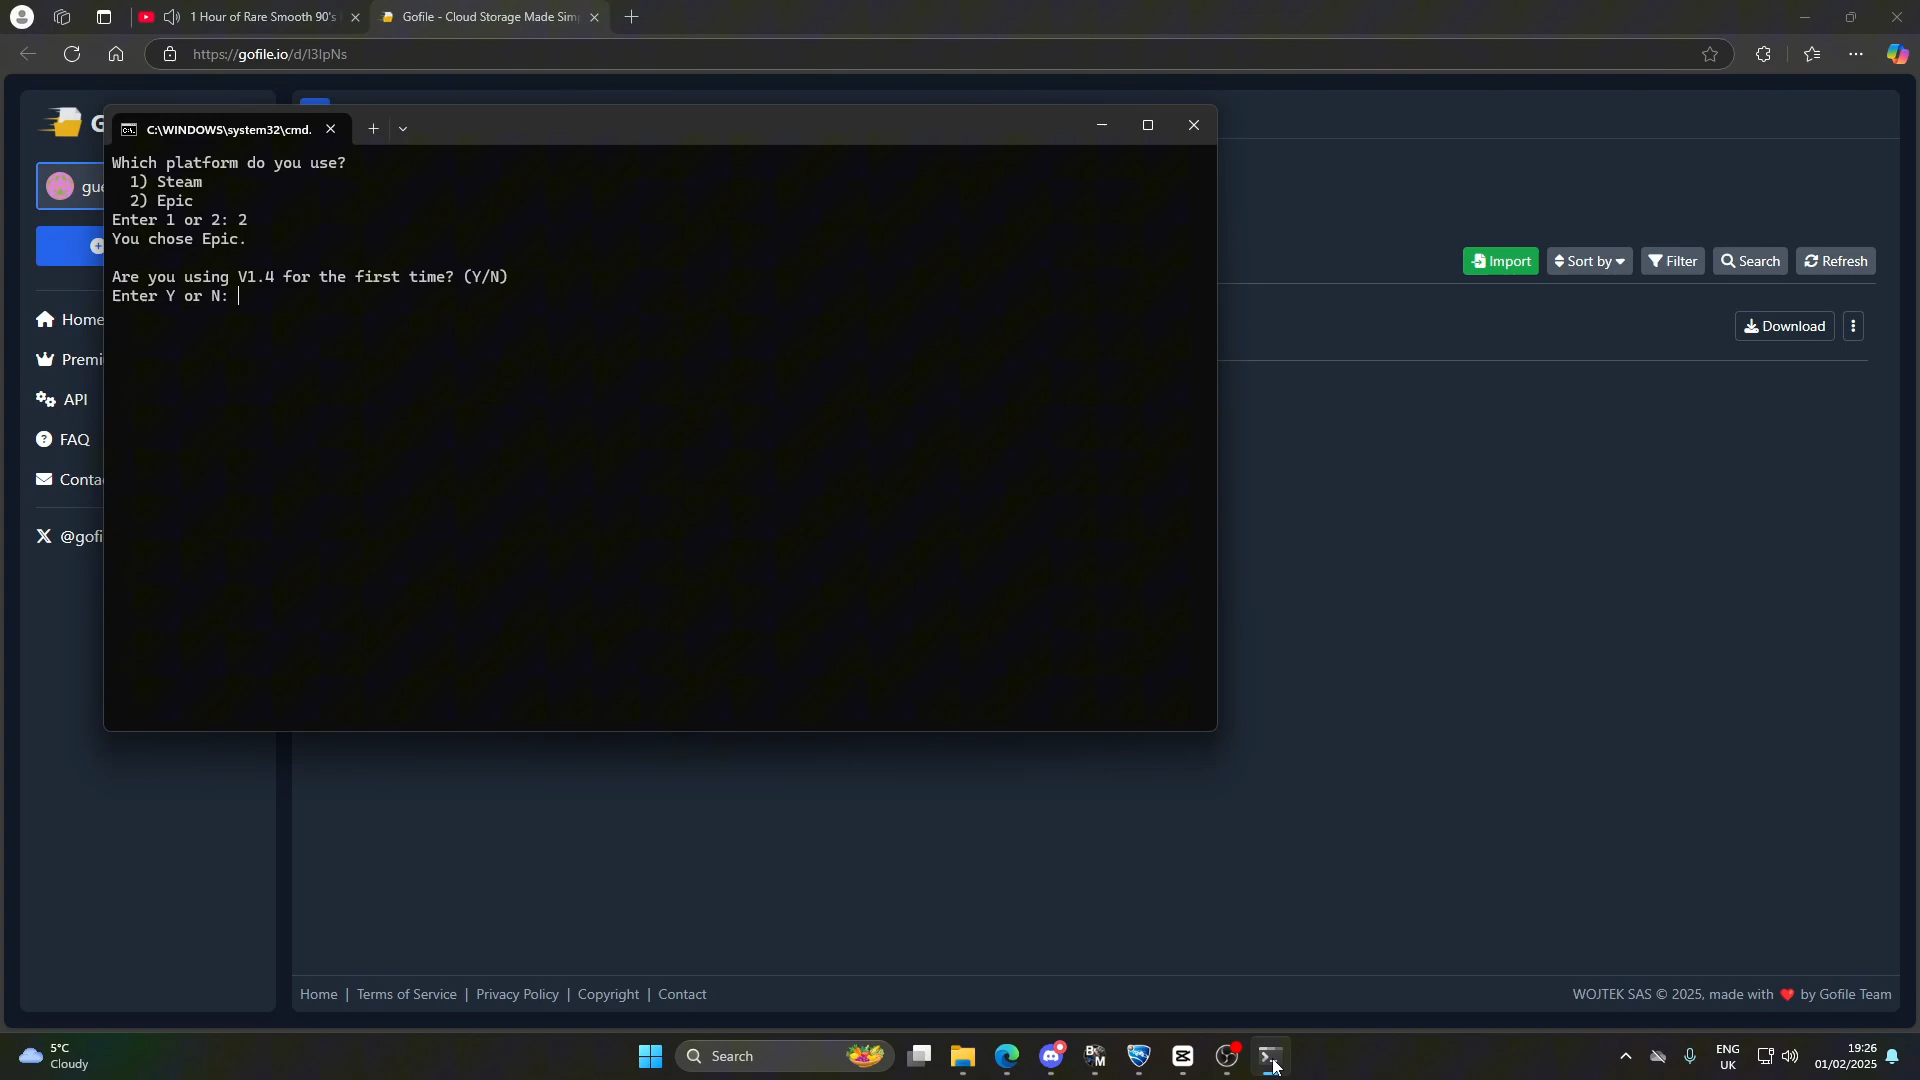 1 Hour of Rare Smooth 90's
Gofile - Cloud Storage Made Sim
https://gofile.io/d/l3lpNs
G
C:\WINDOWS\system32\cmd.
Which platform do you use?
1) Steam
2) Epic
Enter 1 or 2: 2
You chose Epic.
Are you using V1.4 for the first time? (Y/N)
Enter Y or N:
gue
Import
Sort by
Filter
Search
Refresh
Home
Download
Premi
API
FAQ
Conta
@gofi
Home | Terms of Service | Privacy Policy | Copyright | Contact
WOJTEK SAS © 2025, made with ❤️ by Gofile Team
5°C
Cloudy
Search
ENG
UK
19:26
01/02/2025